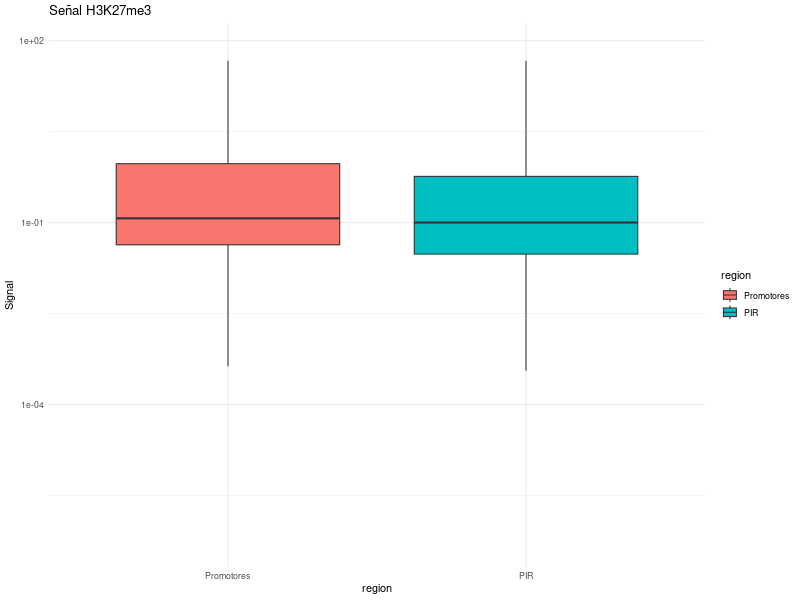 Señal H3K27me3
1e+02
1e-01
1e-04
Signal
Promotores
PIR
region
region
Promotores
PIR